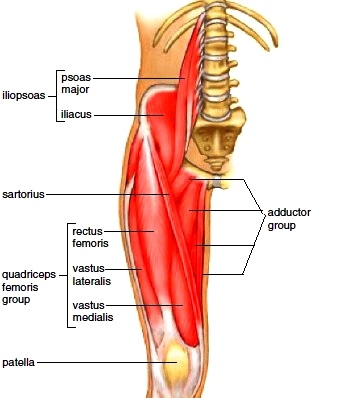 psoas
major
iliopsoas
iliacus
sartorius
adductor
group
rectus
femoris
quadriceps
femoris
group
vastus
lateralis
vastus
medialis
patella